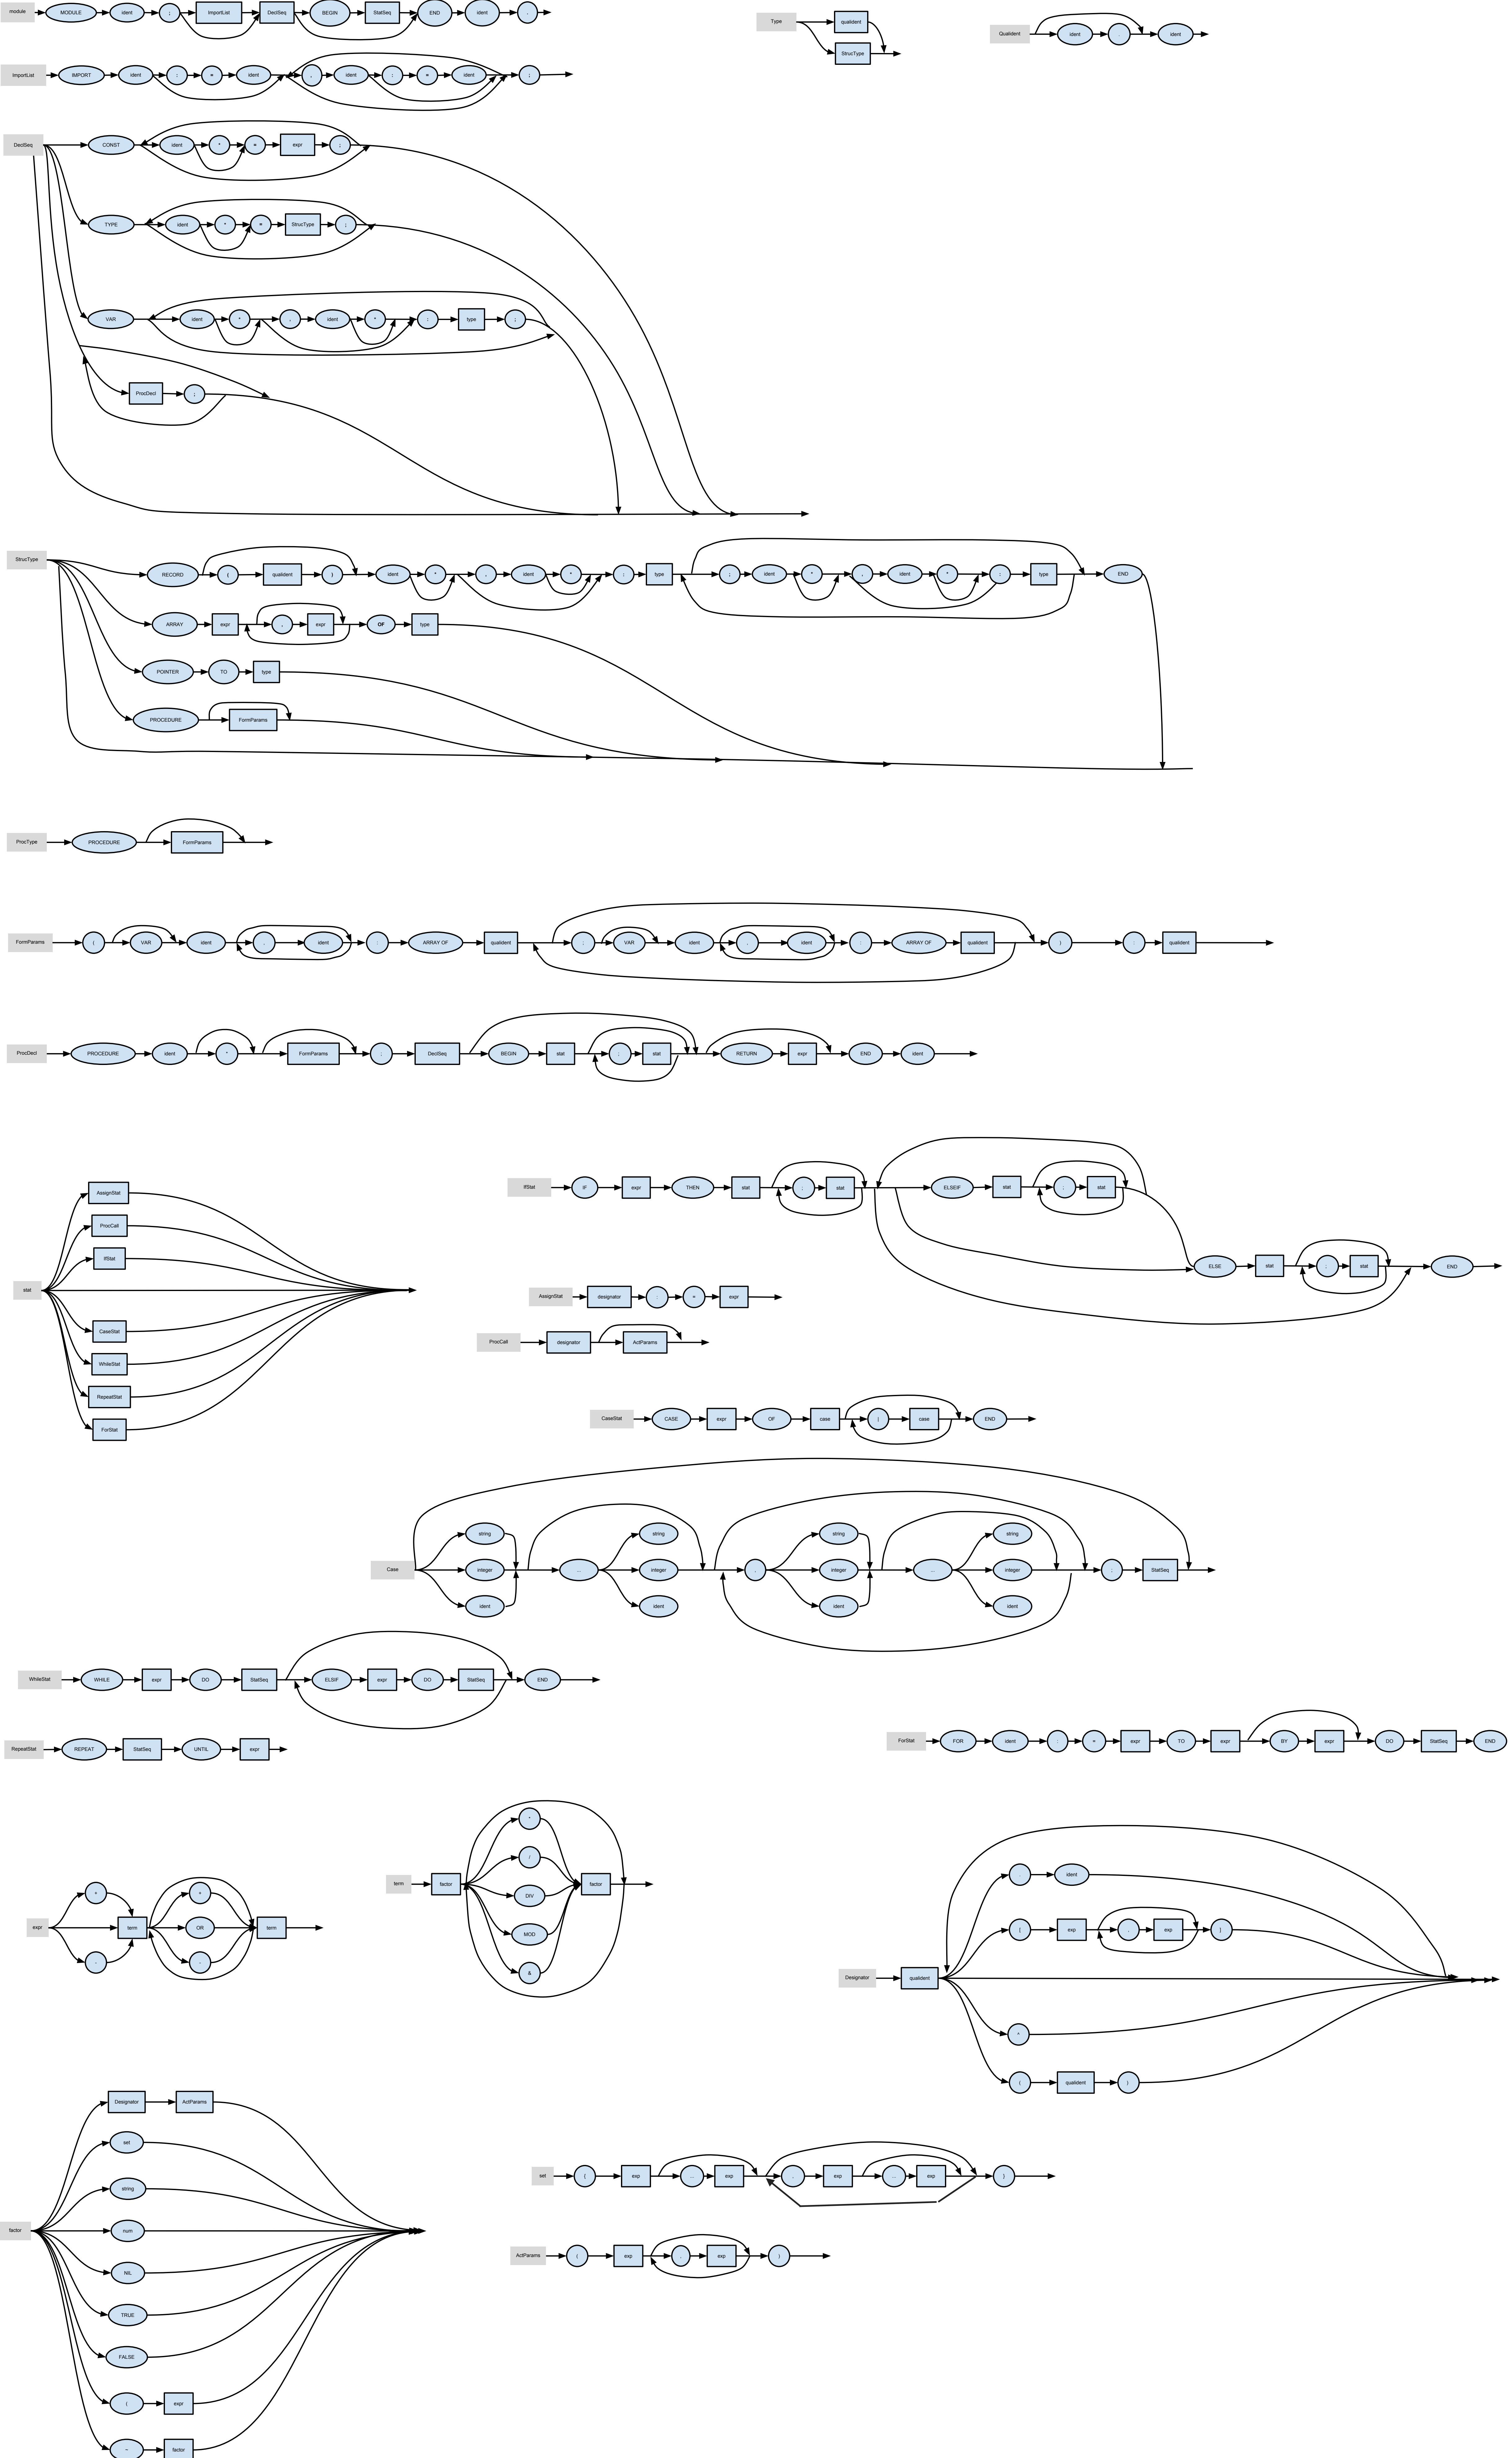 module MODULE ident ; ImportList DeclSeq BEGIN StatSeq END ident .
Type qualident StrucType
Qualident ident . ident
ImportList IMPORT ident : = ident , ident : = ident ;
DeclSeq CONST ident * = expr ;
TYPE ident * = StrucType ;
VAR ident * , ident * : type ;
ProcDecl ;
StrucType RECORD ( qualident ) ident * , ident * : type ; ident * , ident * : type END
ARRAY expr , expr OF type
POINTER TO type
PROCEDURE FormParams
ProcType PROCEDURE FormParams
FormParams ( VAR ident , ident : ARRAY OF qualident ; VAR ident , ident : ARRAY OF qualident ) : qualident
ProcDecl PROCEDURE ident * FormParams ; DeclSeq BEGIN stat ; stat RETURN expr END ident
stat
AssignStat
ProcCall
IfStat
CaseStat
WhileStat
RepeatStat
ForStat
IfStat IF expr THEN stat ; stat ELSEIF stat ; stat
ELSE stat ; stat END
AssignStat designator : = expr
ProcCall designator ActParams
CaseStat CASE expr OF case | case END
Case
string string string string
integer ... integer , integer ... integer : StatSeq
ident ident ident ident
WhileStat WHILE expr DO StatSeq ELSIF expr DO StatSeq END
RepeatStat REPEAT StatSeq UNTIL expr
ForStat FOR ident : = expr TO expr BY expr DO StatSeq END
expr
+ +
term OR term
- -
term factor
*
/
DIV
MOD
&
factor
Designator qualident
. ident
[ exp , exp ]
^
( qualident )
factor
Designator ActParams
set
string
num
NIL
TRUE
FALSE
( expr
~ factor
set { exp ... exp , exp ... exp }
ActParams ( exp , exp )